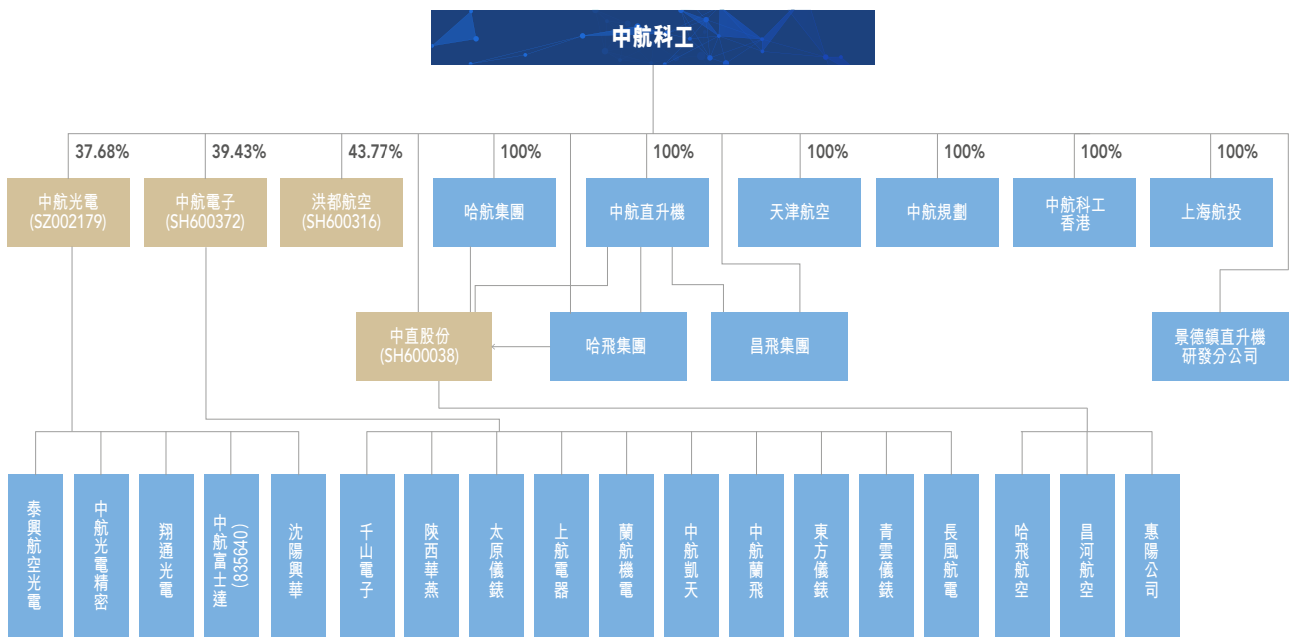 中航科工
37.68%
39.43%
43.77%
100%
100%
100%
100%
100%
100%
中航光電
(SZ002179)
中航電子
(SH600372)
洪都航空
(SH600316)
哈航集團
中航直升機
天津航空
中航規劃
中航科工
香港
上海航投
中直股份
(SH600038)
哈飛集團
昌飛集團
景德鎮直升機
研發分公司
泰興航空光電
中航光電精密
翔通光電
中航富士達
(835640)
沈陽興華
千山電子
陝西華燕
太原儀錶
上航電器
蘭航機電
中航凱天
中航蘭飛
東方儀錶
青雲儀錶
長風航電
哈飛航空
昌河航空
惠陽公司